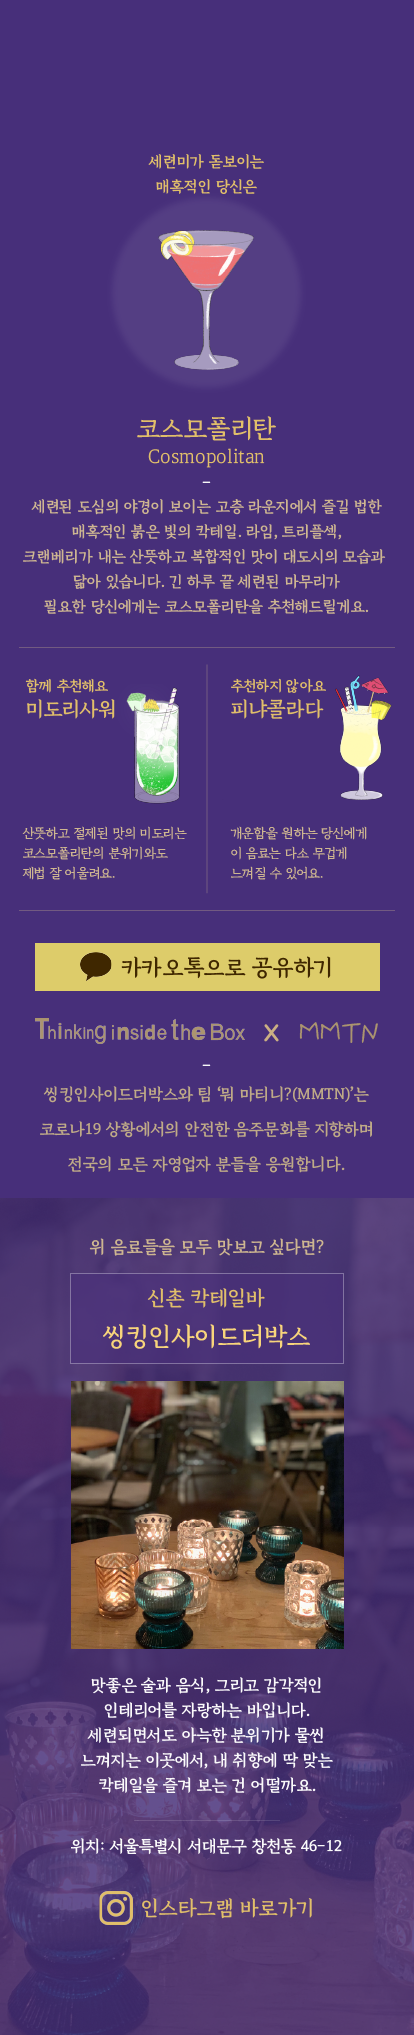 세련미가 돋보이는
매혹적인 당신은
코스모폴리탄
Cosmopolitan
세련된 도심의 야경이 보이는 고층 라운지에서 즐길 법한
매혹적인 붉은 빛의 칵테일. 라임, 트리플섹,
크랜베리가 내는 산뜻하고 복합적인 맛이 대도시의 모습과
닮아 있습니다. 긴 하루 끝 세련된 마무리가
필요한 당신에게는 코스모폴리탄을 추천해드릴게요.
함께 추천해요
미도리사워
산뜻하고 절제된 맛의 미도리는
코스모폴리탄의 분위기와도
제법 잘 어울려요.
추천하지 않아요
피냐콜라다
개운함을 원하는 당신에게
이 음료는 다소 무겁게
느껴질 수 있어요.
카카오톡으로 공유하기
Thinking inside the Box X MMTN
씽킹인사이드더박스와 팀 ‘뭐 마티니?(MMTN)’는
코로나19 상황에서의 안전한 음주문화를 지향하며
전국의 모든 자영업자 분들을 응원합니다.
위 음료들을 모두 맛보고 싶다면?
신촌 칵테일바
씽킹인사이드더박스
맛좋은 술과 음식, 그리고 감각적인
인테리어를 자랑하는 바입니다.
세련되면서도 아늑한 분위기가 물씬
느껴지는 이곳에서, 내 취향에 딱 맞는
칵테일을 즐겨 보는 건 어떨까요.
위치: 서울특별시 서대문구 창천동 46-12
인스타그램 바로가기